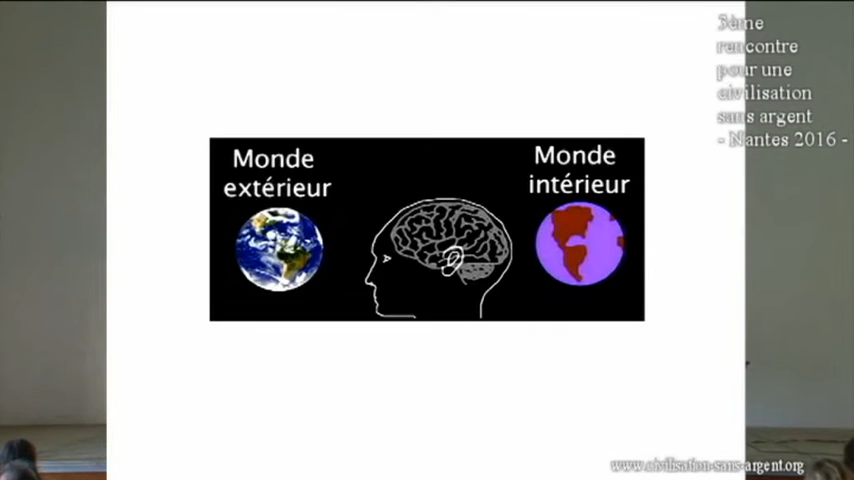 3ème
rencontre
pour une
civilisation
sans argent
- Nantes 2016 -
Monde
extérieur
Monde
intérieur
www.civilisation-sans-argent.org